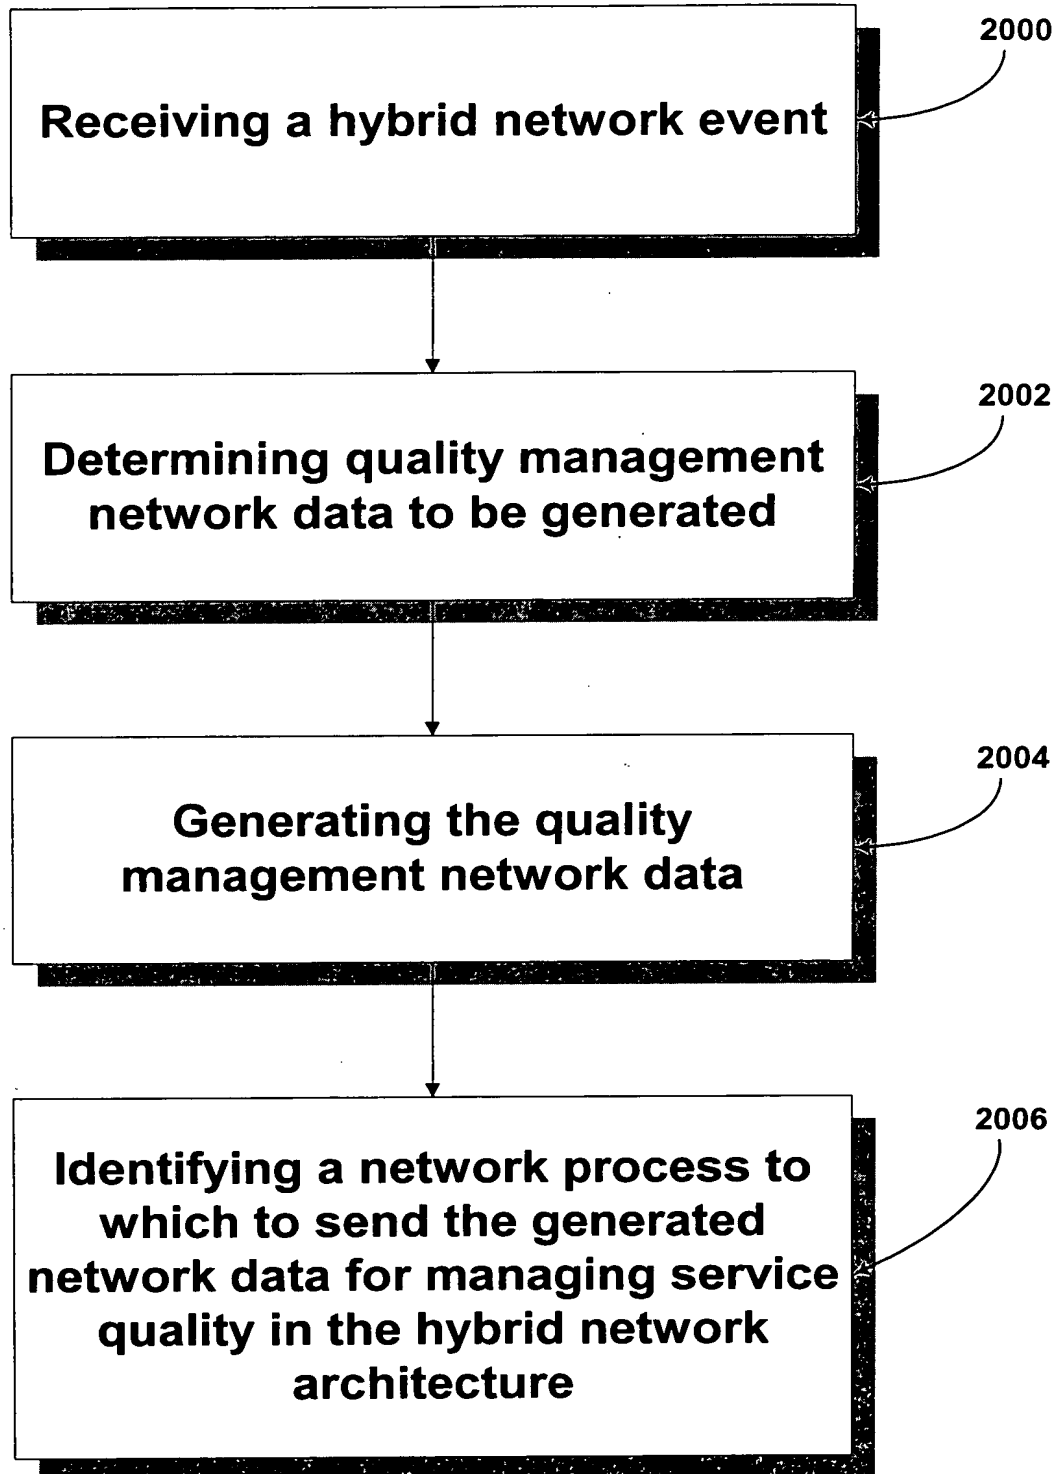 2000
Receiving a hybrid network event
2002
Determining quality management
network data to be generated
2004
Generating the quality
management network data
2006
Identifying a network process to
which to send the generated
network data for managing service
quality in the hybrid network
architecture